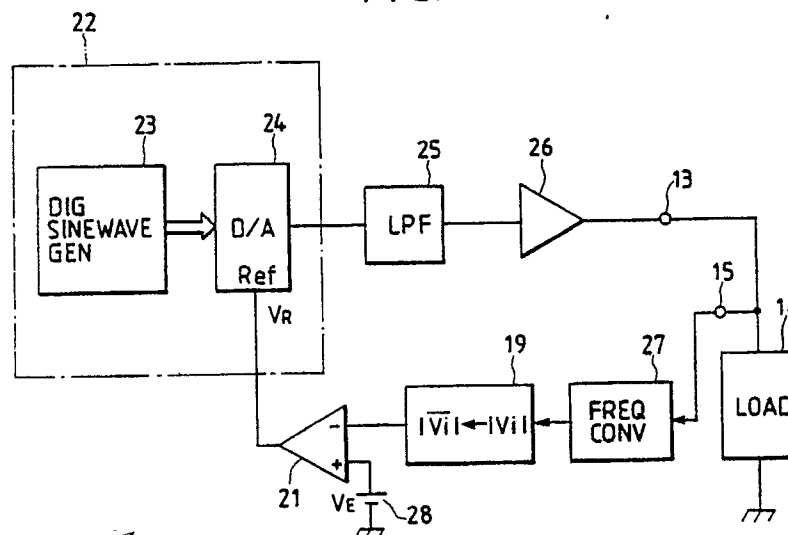 22
23
24
25
26
13
DIG
SINEWAVE
GEN
D/A
Ref
LPF
VR
15
19
27
|V̅i̅|←|Vi|
FREQ
CONV
LOAD
-
+
21
VE
28